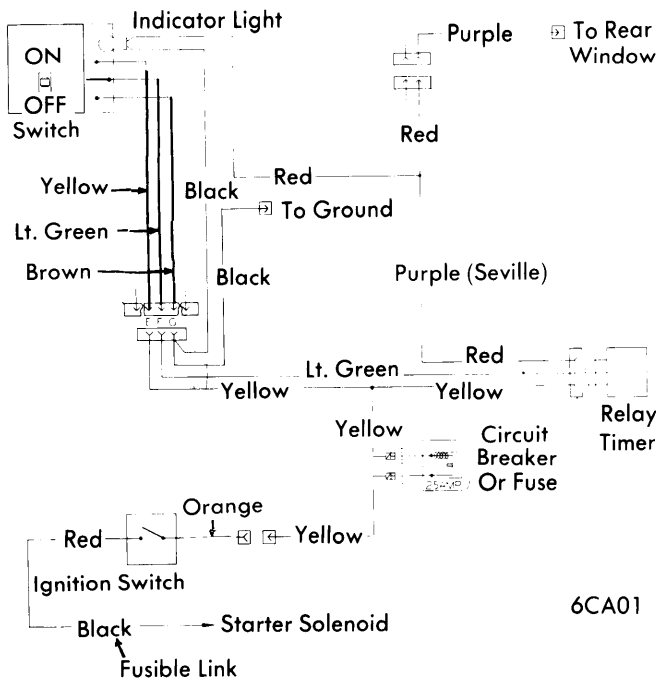 Indicator Light
ON
OFF
Switch
Purple
To Rear
Window
Red
Yellow
Black
Red
Lt. Green
To Ground
Brown
Black
Purple (Seville)
E F G
Lt. Green
Red
Yellow
Yellow
Relay
Timer
Yellow
Circuit
Breaker
Or Fuse
25AMP
Orange
Red
Yellow
Ignition Switch
6CA01
Black
Starter Solenoid
Fusible Link